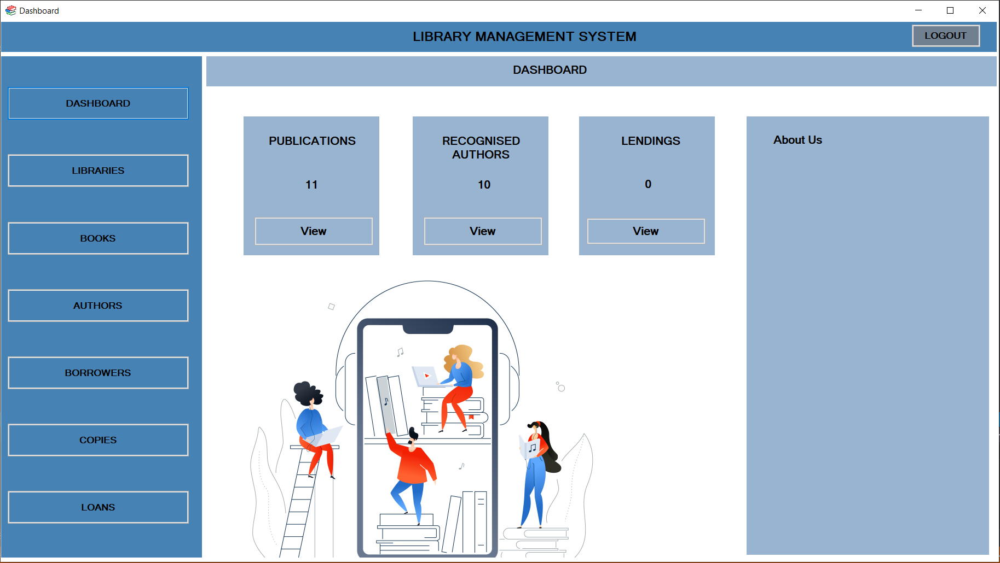 Dashboard
LIBRARY MANAGEMENT SYSTEM
LOGOUT
DASHBOARD
LIBRARIES
BOOKS
AUTHORS
BORROWERS
COPIES
LOANS
DASHBOARD
PUBLICATIONS
11
View
RECOGNISED
AUTHORS
10
View
LENDINGS
0
View
About Us